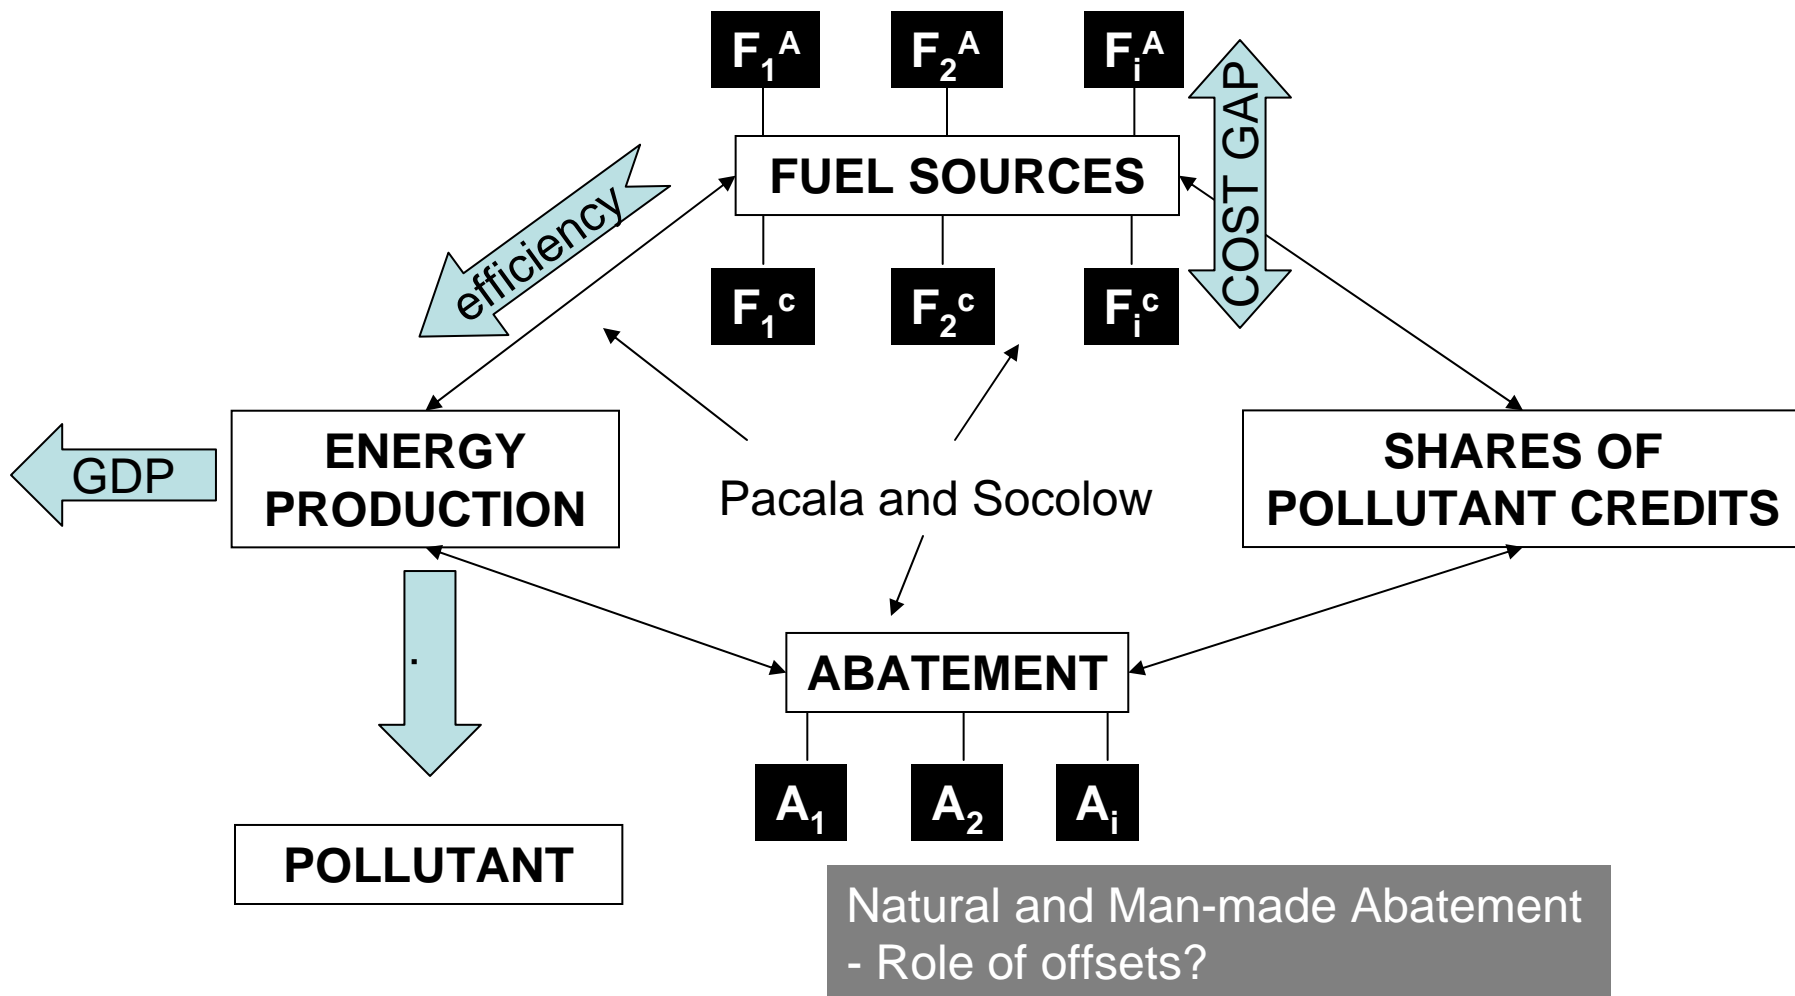 F₁ᴬ F₂ᴬ Fᵢᴬ
COST GAP
FUEL SOURCES
efficiency
F₁ᶜ F₂ᶜ Fᵢᶜ
GDP
ENERGY
PRODUCTION
Pacala and Socolow
SHARES OF
POLLUTANT CREDITS
.
ABATEMENT
A₁ A₂ Aᵢ
POLLUTANT
Natural and Man-made Abatement
- Role of offsets?